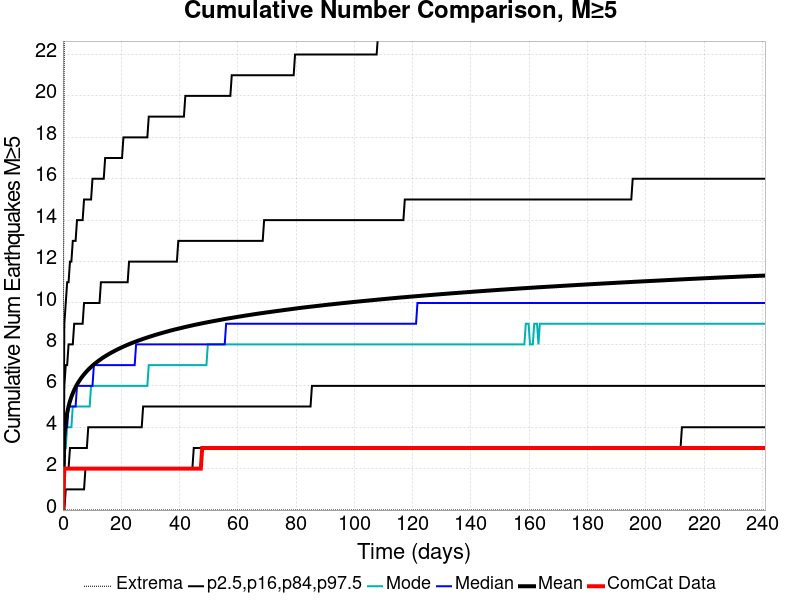 Cumulative Number Comparison, M≥5
Cumulative Num Earthquakes M≥5
22
20
18
16
14
12
10
8
6
4
2
0
0 20 40 60 80 100 120 140 160 180 200 220 240
Time (days)
Extrema p2.5,p16,p84,p97.5 Mode Median Mean ComCat Data